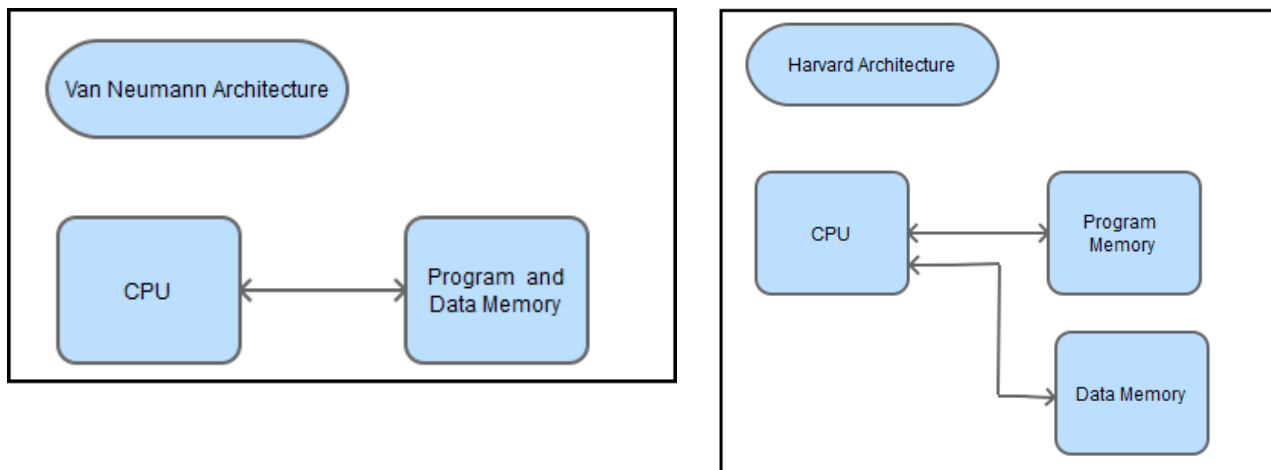 Van Neumann Architecture
CPU
Program and
Data Memory
Harvard Architecture
CPU
Program
Memory
Data Memory